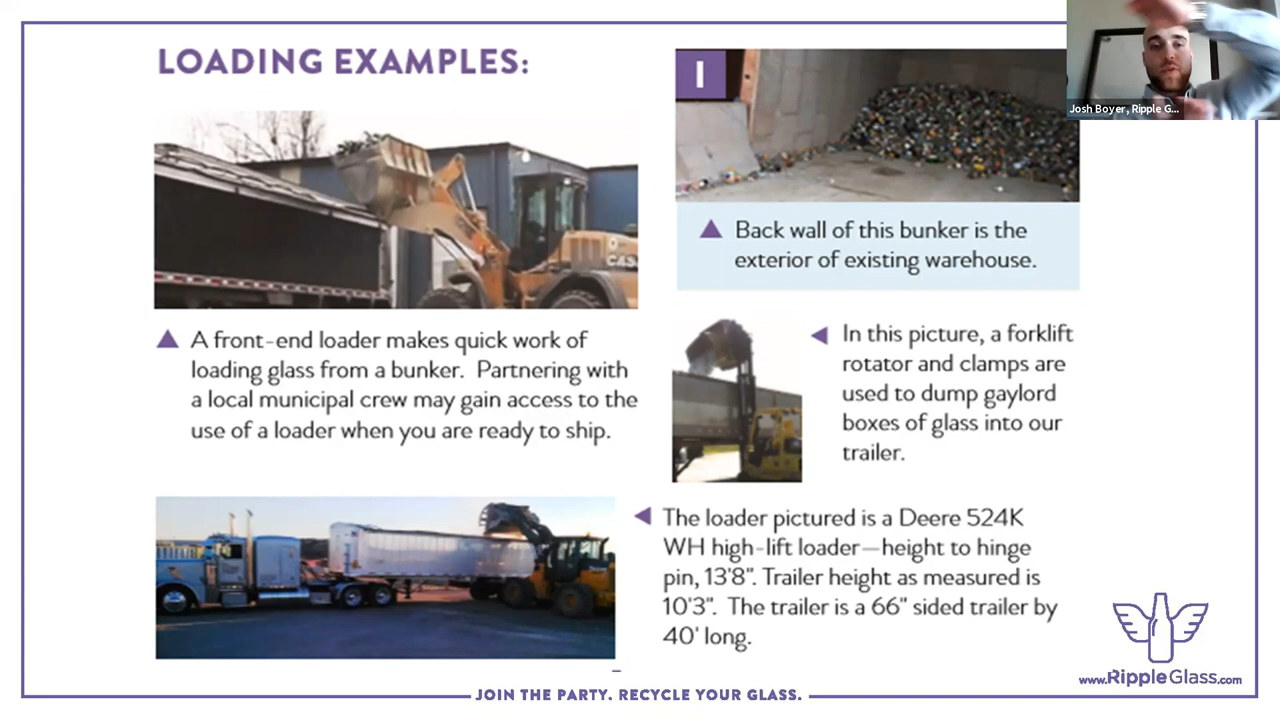 LOADING EXAMPLES:
I
Josh Boyer, Ripple G...
Back wall of this bunker is the
exterior of existing warehouse.
A front-end loader makes quick work of
loading glass from a bunker. Partnering with
a local municipal crew may gain access to the
use of a loader when you are ready to ship.
In this picture, a forklift
rotator and clamps are
used to dump gaylord
boxes of glass into our
trailer.
The loader pictured is a Deere 524K
WH high-lift loader—height to hinge
pin, 13'8". Trailer height as measured is
10'3". The trailer is a 66" sided trailer by
40' long.
www.RippleGlass.com
JOIN THE PARTY. RECYCLE YOUR GLASS.